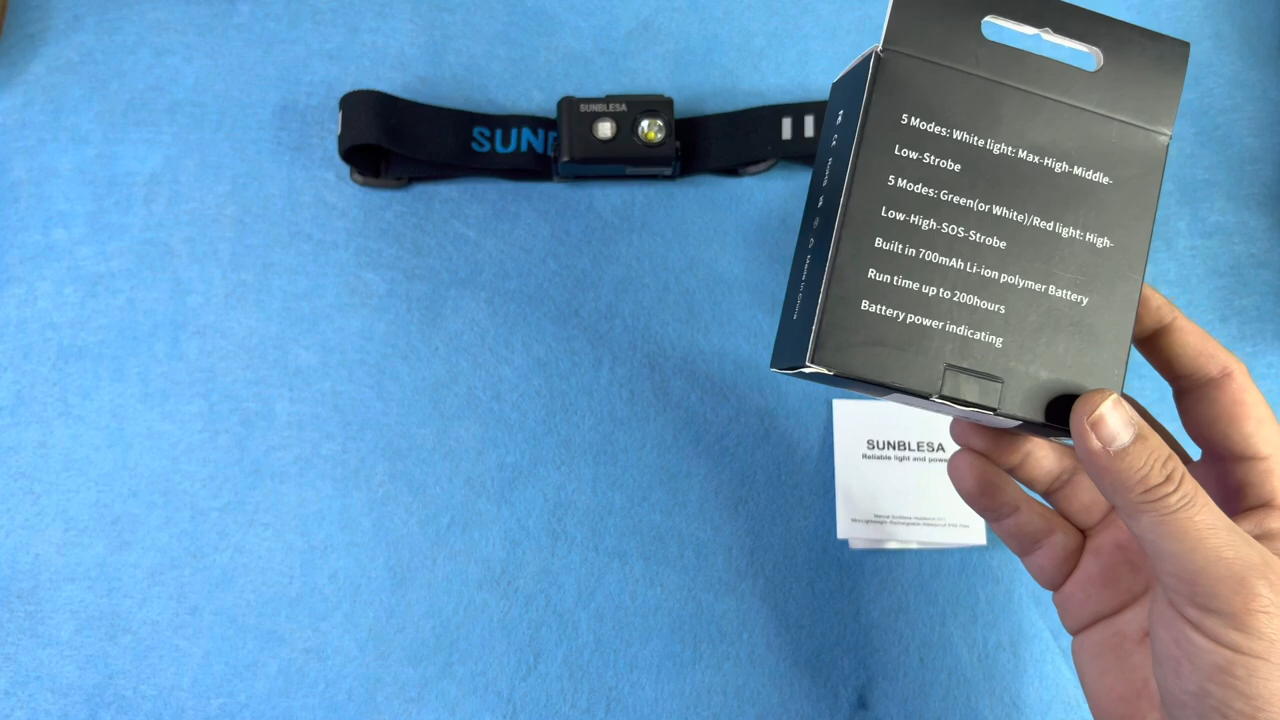 SUNBLESA
SUNB
5 Modes: White light: Max-High-Middle-
Low-Strobe
5 Modes: Green(or White)/Red light: High-
Low-High-SOS-Strobe
Built in 700mAh Li-ion polymer Battery
Run time up to 200hours
Battery power indicating
RoHS
Made in China
SUNBLESA
Reliable light and power